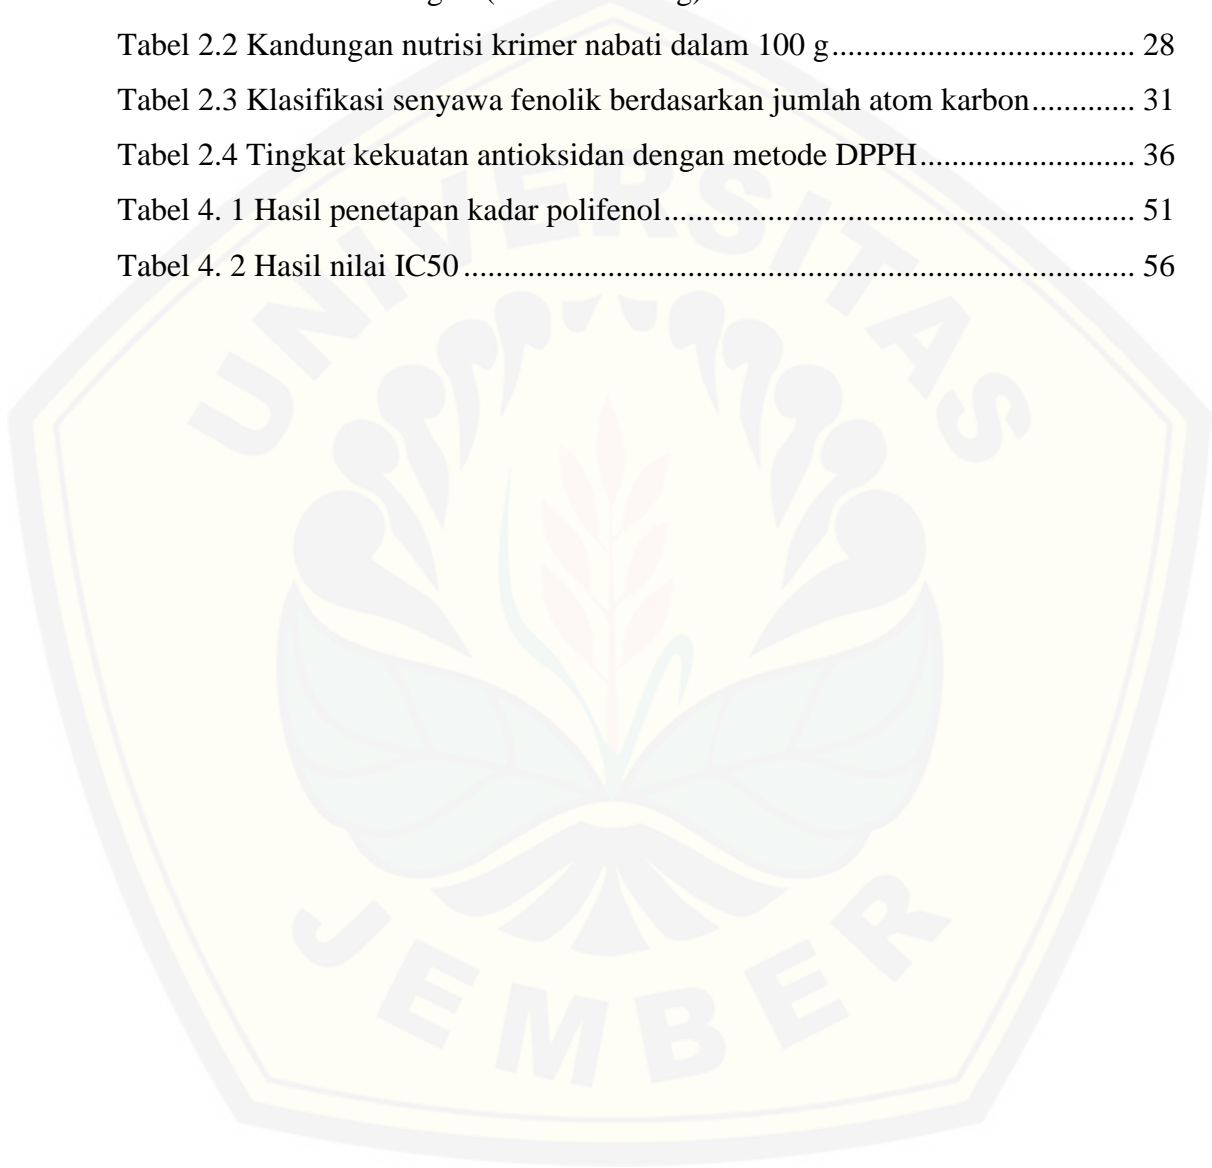 Tabel 2.2 Kandungan nutrisi krimer nabati dalam 100 g.................................. 28
Tabel 2.3 Klasifikasi senyawa fenolik berdasarkan jumlah atom karbon............. 31
Tabel 2.4 Tingkat kekuatan antioksidan dengan metode DPPH........................ 36
Tabel 4. 1 Hasil penetapan kadar polifenol..................................................... 51
Tabel 4. 2 Hasil nilai IC50............................................................................ 56
UNIVERSITAS
JEMBER